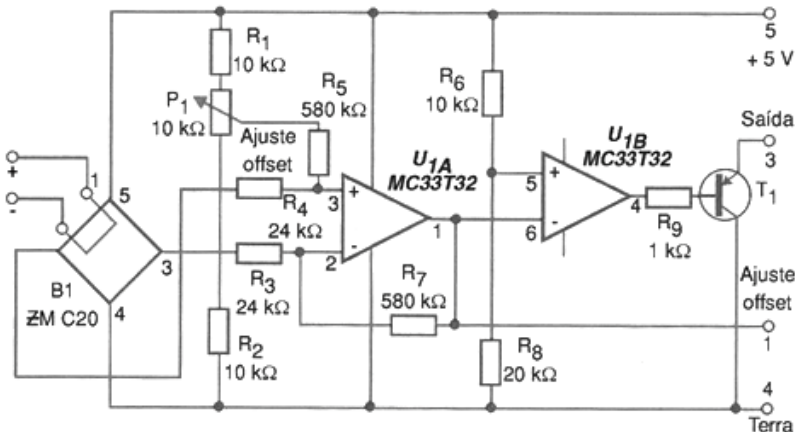 R1
10 kΩ
P1
10 kΩ
R5
580 kΩ
Ajuste
offset
R6
10 kΩ
5
+ 5 V
Saída
3
T1
U1A
MC33T32
U1B
MC33T32
+
-
1
5
3
4
B1
ZM C20
R4
24 kΩ
R3
24 kΩ
3
+
2
-
1
5
+
6
-
4
R9
1 kΩ
R7
580 kΩ
R2
10 kΩ
R8
20 kΩ
Ajuste
offset
1
4
Terra